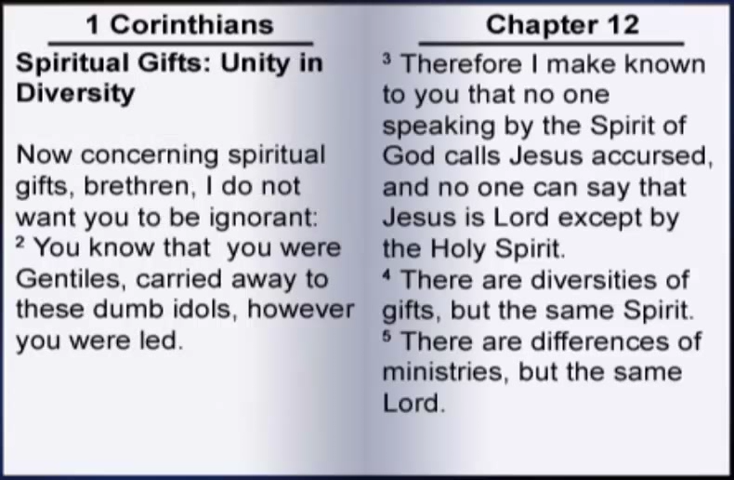 1 Corinthians
Spiritual Gifts: Unity in
Diversity
Now concerning spiritual
gifts, brethren, I do not
want you to be ignorant:
² You know that you were
Gentiles, carried away to
these dumb idols, however
you were led.
Chapter 12
³ Therefore I make known
to you that no one
speaking by the Spirit of
God calls Jesus accursed,
and no one can say that
Jesus is Lord except by
the Holy Spirit.
⁴ There are diversities of
gifts, but the same Spirit.
⁵ There are differences of
ministries, but the same
Lord.